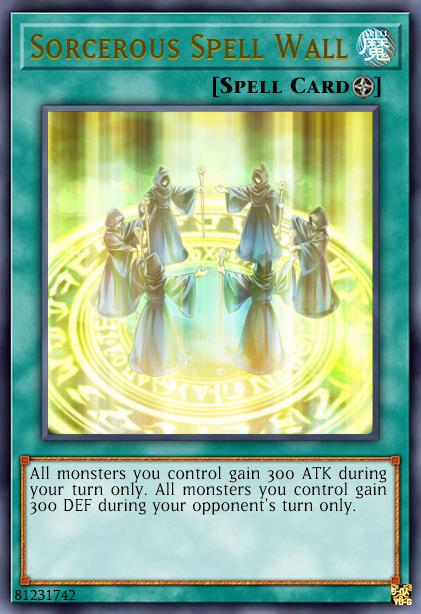 Sorcerous Spell Wall
SPELL
魔
[Spell Card]
All monsters you control gain 300 ATK during
your turn only. All monsters you control gain
300 DEF during your opponent's turn only.
81231742